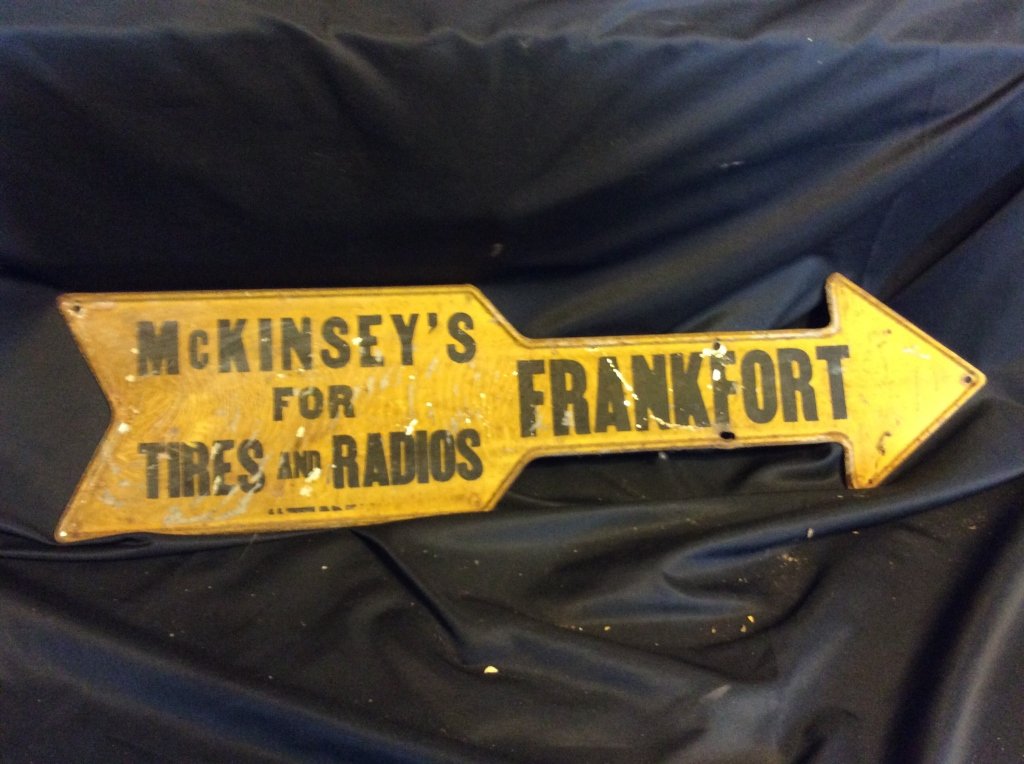 McKINSEY'S
FOR
TIRES AND RADIOS
FRANKFORT